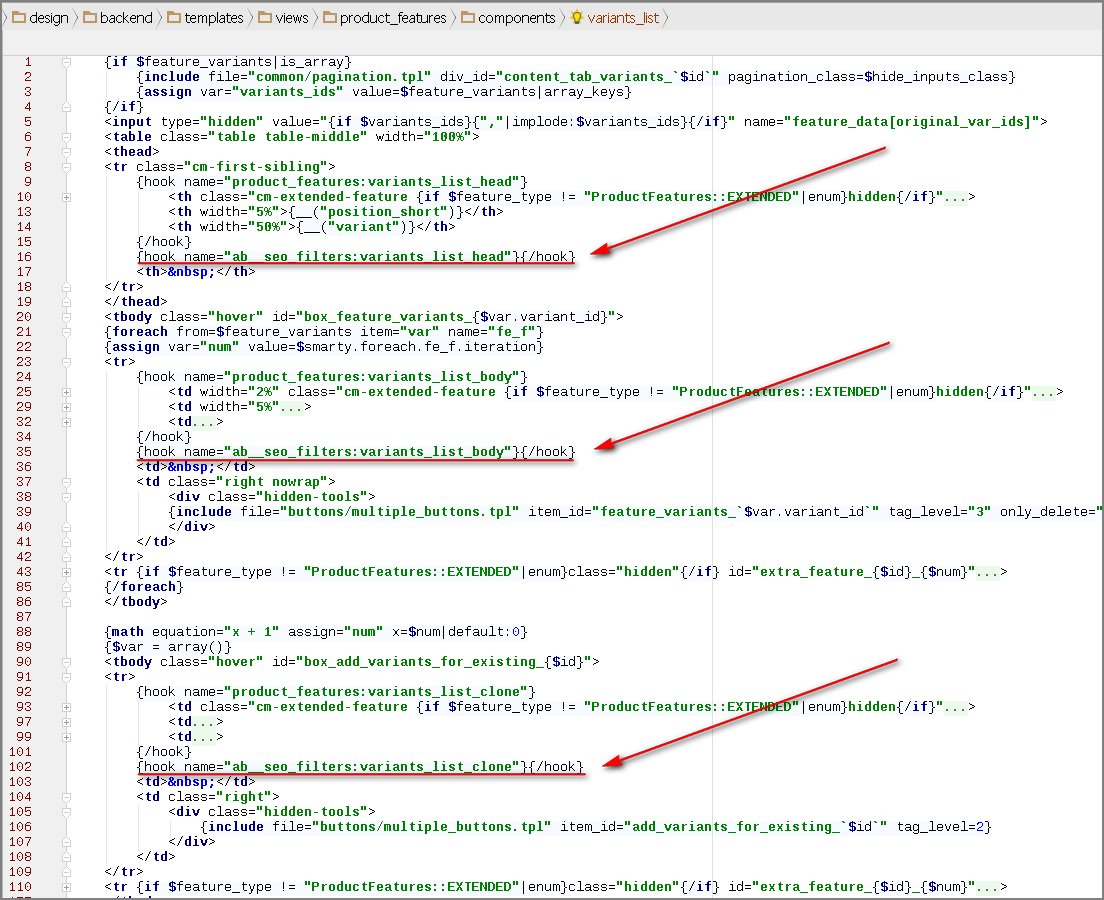 design backend templates views product_features components variants_list
1 {if $feature_variants|is_array}
2 {include file="common/pagination.tpl" div_id="content_tab_variants_`$id`" pagination_class=$hide_inputs_class}
3 {assign var="variants_ids" value=$feature_variants|array_keys}
4 {/if}
5 <input type="hidden" value="{if $variants_ids}{","|implode:$variants_ids}{/if}" name="feature_data[original_var_ids]">
6 <table class="table table-middle" width="100%">
7 <thead>
8 <tr class="cm-first-sibling">
9 {hook name="product_features:variants_list_head"}
10 <th class="cm-extended-feature {if $feature_type != "ProductFeatures::EXTENDED"|enum}hidden{/if}"...>
13 <th width="5%">{__("position_short")}</th>
14 <th width="50%">{__("variant")}</th>
15 {/hook}
16 {hook name="ab__seo_filters:variants_list_head"}{/hook}
17 <th>&nbsp;</th>
18 </tr>
19 </thead>
20 <tbody class="hover" id="box_feature_variants_{$var.variant_id}">
21 {foreach from=$feature_variants item="var" name="fe_f"}
22 {assign var="num" value=$smarty.foreach.fe_f.iteration}
23 <tr>
24 {hook name="product_features:variants_list_body"}
25 <td width="2%" class="cm-extended-feature {if $feature_type != "ProductFeatures::EXTENDED"|enum}hidden{/if}"...>
29 <td width="5%"...>
32 <td...>
34 {/hook}
35 {hook name="ab__seo_filters:variants_list_body"}{/hook}
36 <td>&nbsp;</td>
37 <td class="right nowrap">
38 <div class="hidden-tools">
39 {include file="buttons/multiple_buttons.tpl" item_id="feature_variants_`$var.variant_id`" tag_level="3" only_delete="
40 </div>
41 </td>
42 </tr>
43 <tr {if $feature_type != "ProductFeatures::EXTENDED"|enum}class="hidden"{/if} id="extra_feature_{$id}_{$num}"...>
85 {/foreach}
86 </tbody>
87
88 {math equation="x + 1" assign="num" x=$num|default:0}
89 {$var = array()}
90 <tbody class="hover" id="box_add_variants_for_existing_{$id}">
91 <tr>
92 {hook name="product_features:variants_list_clone"}
93 <td class="cm-extended-feature {if $feature_type != "ProductFeatures::EXTENDED"|enum}hidden{/if}"...>
97 <td...>
99 <td...>
101 {/hook}
102 {hook name="ab__seo_filters:variants_list_clone"}{/hook}
103 <td>&nbsp;</td>
104 <td class="right">
105 <div class="hidden-tools">
106 {include file="buttons/multiple_buttons.tpl" item_id="add_variants_for_existing_`$id`" tag_level=2}
107 </div>
108 </td>
109 </tr>
110 <tr {if $feature_type != "ProductFeatures::EXTENDED"|enum}class="hidden"{/if} id="extra_feature_{$id}_{$num}"...>